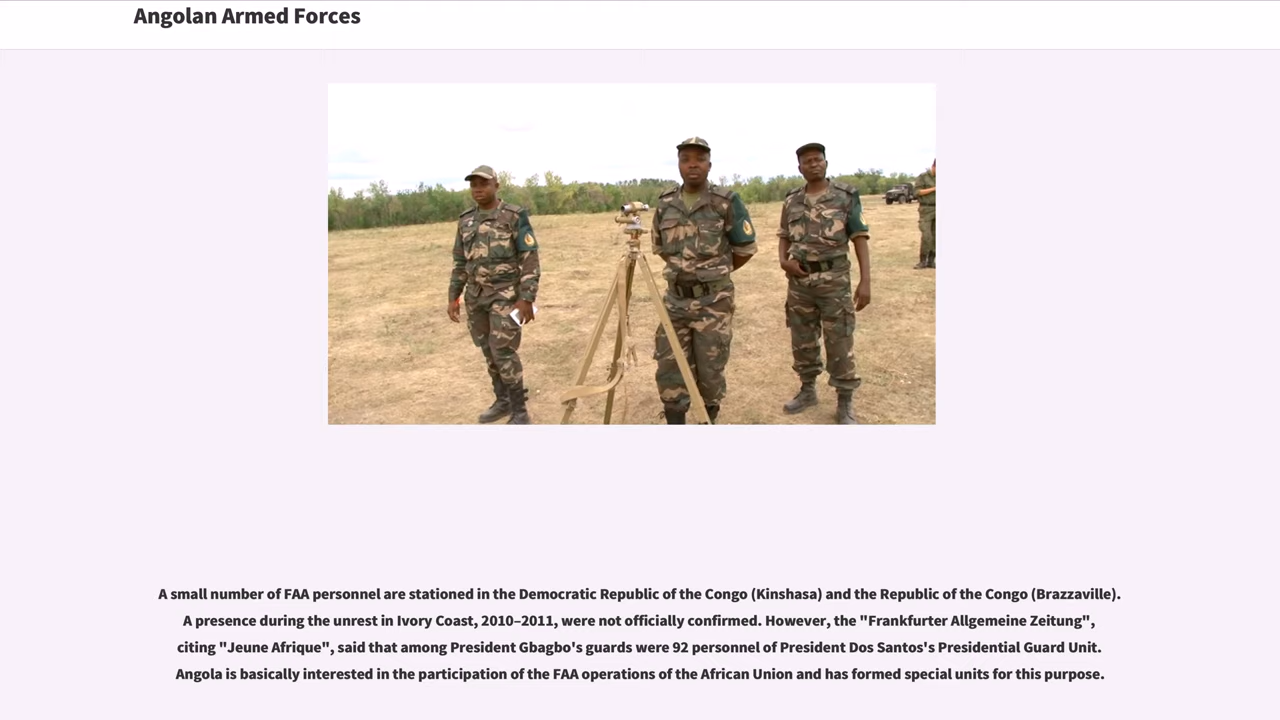 Angolan Armed Forces
A small number of FAA personnel are stationed in the Democratic Republic of the Congo (Kinshasa) and the Republic of the Congo (Brazzaville).
A presence during the unrest in Ivory Coast, 2010–2011, were not officially confirmed. However, the "Frankfurter Allgemeine Zeitung",
citing "Jeune Afrique", said that among President Gbagbo's guards were 92 personnel of President Dos Santos's Presidential Guard Unit.
Angola is basically interested in the participation of the FAA operations of the African Union and has formed special units for this purpose.